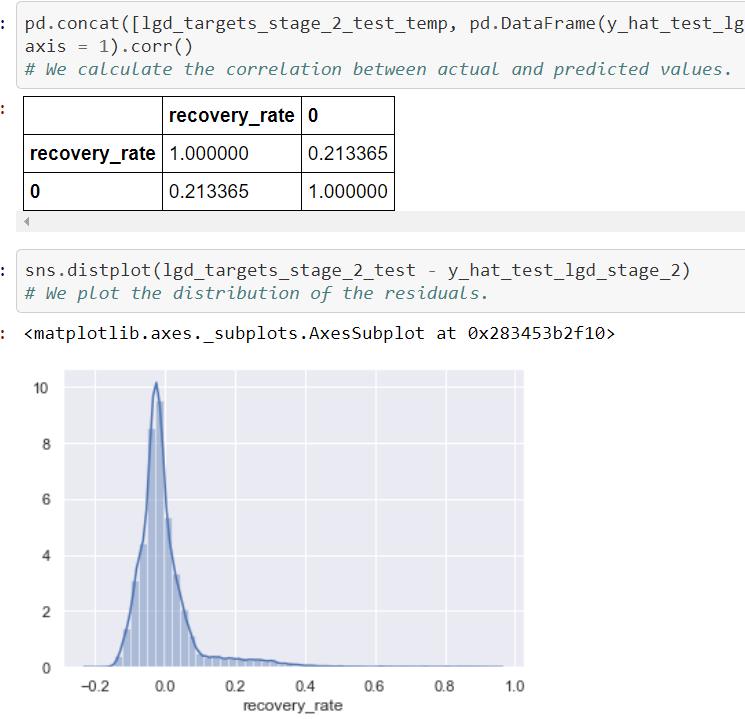 : pd.concat([lgd_targets_stage_2_test_temp, pd.DataFrame(y_hat_test_lg
axis = 1).corr()
# We calculate the correlation between actual and predicted values.
: recovery_rate 0
recovery_rate 1.000000 0.213365
0 0.213365 1.000000
: sns.distplot(lgd_targets_stage_2_test - y_hat_test_lgd_stage_2)
# We plot the distribution of the residuals.
: <matplotlib.axes._subplots.AxesSubplot at 0x283453b2f10>
10
8
6
4
2
0
−0.2 0.0 0.2 0.4 0.6 0.8 1.0
recovery_rate